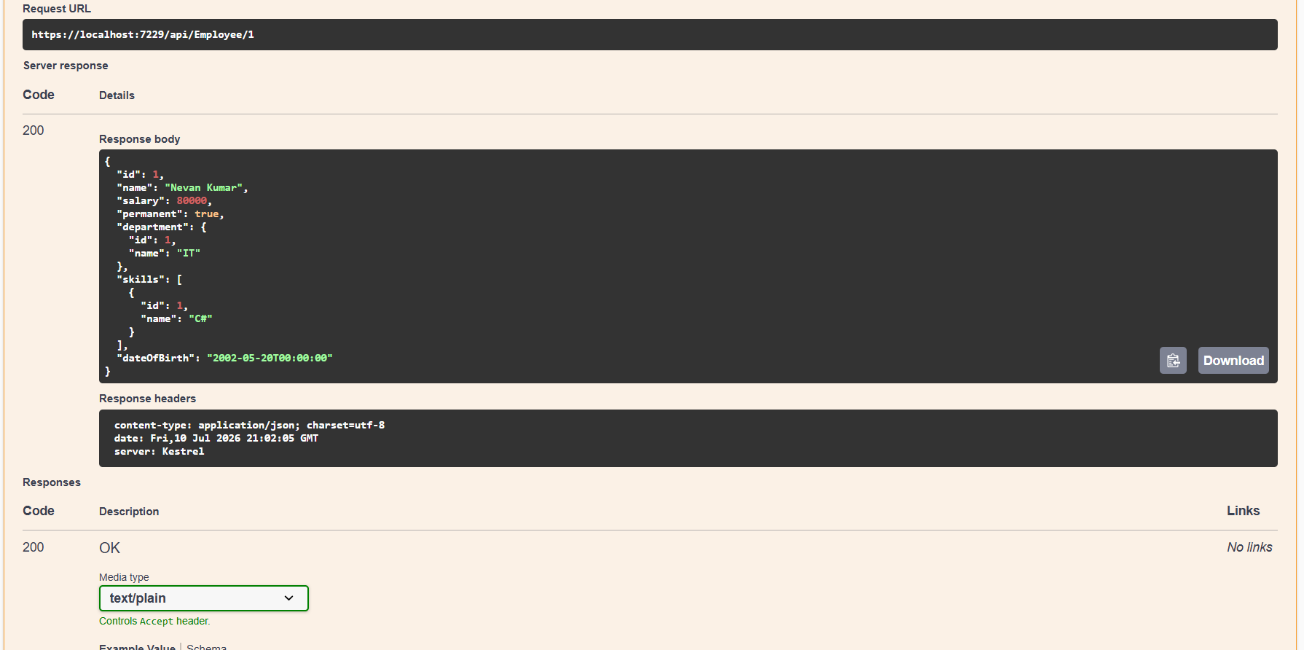 Request URL
https://localhost:7229/api/Employee/1
Server response
Code Details
200
Response body
{
  "id": 1,
  "name": "Nevan Kumar",
  "salary": 80000,
  "permanent": true,
  "department": {
    "id": 1,
    "name": "IT"
  },
  "skills": [
    {
      "id": 1,
      "name": "C#"
    }
  ],
  "dateOfBirth": "2002-05-20T00:00:00"
}
Download
Response headers
content-type: application/json; charset=utf-8
date: Fri,10 Jul 2026 21:02:05 GMT
server: Kestrel
Responses
Code Description Links
200 OK No links
Media type
text/plain
Controls Accept header.
Example Value Schema